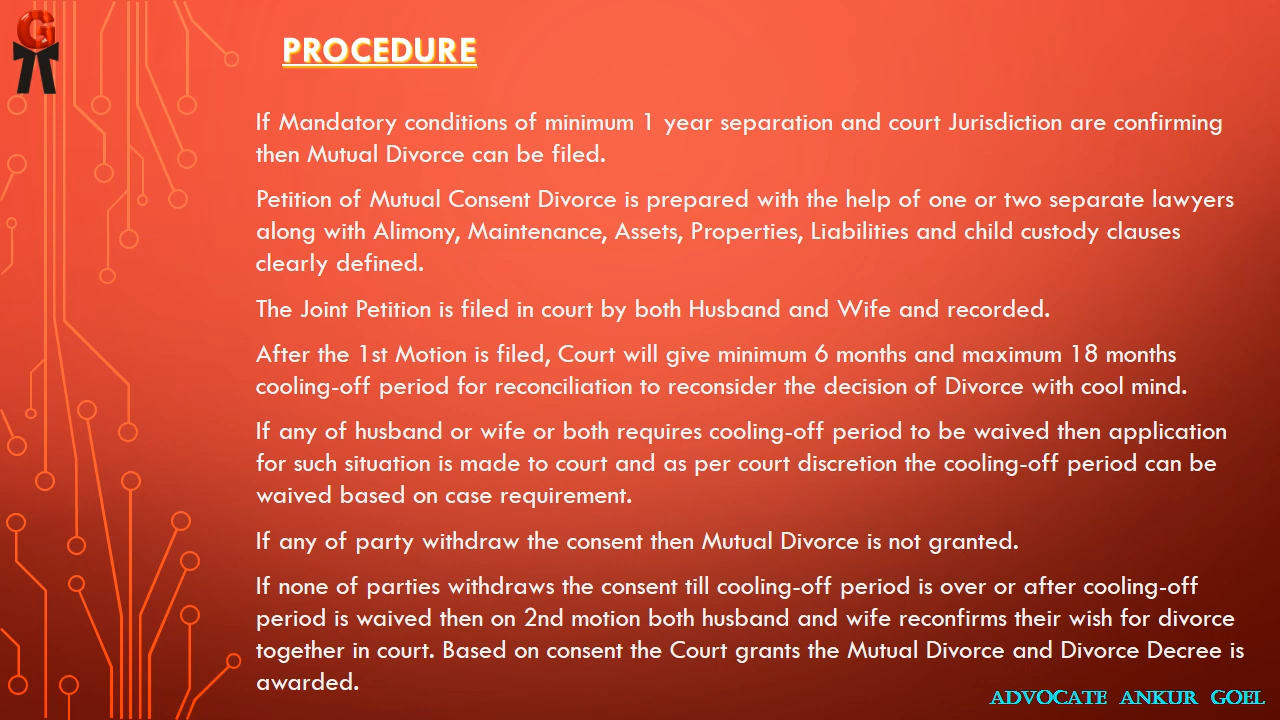 G
PROCEDURE
If Mandatory conditions of minimum 1 year separation and court Jurisdiction are confirming
then Mutual Divorce can be filed.
Petition of Mutual Consent Divorce is prepared with the help of one or two separate lawyers
along with Alimony, Maintenance, Assets, Properties, Liabilities and child custody clauses
clearly defined.
The Joint Petition is filed in court by both Husband and Wife and recorded.
After the 1st Motion is filed, Court will give minimum 6 months and maximum 18 months
cooling-off period for reconciliation to reconsider the decision of Divorce with cool mind.
If any of husband or wife or both requires cooling-off period to be waived then application
for such situation is made to court and as per court discretion the cooling-off period can be
waived based on case requirement.
If any of party withdraw the consent then Mutual Divorce is not granted.
If none of parties withdraws the consent till cooling-off period is over or after cooling-off
period is waived then on 2nd motion both husband and wife reconfirms their wish for divorce
together in court. Based on consent the Court grants the Mutual Divorce and Divorce Decree is
awarded.
ADVOCATE ANKUR GOEL